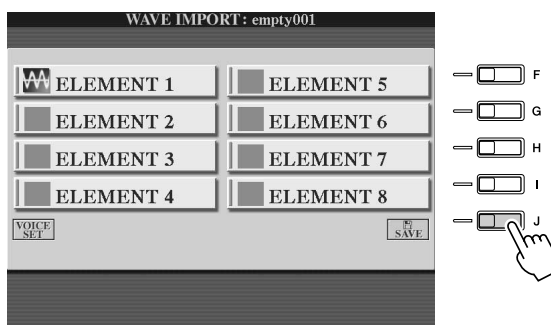 WAVE IMPORT: empty001
ELEMENT 1
ELEMENT 2
ELEMENT 3
ELEMENT 4
ELEMENT 5
ELEMENT 6
ELEMENT 7
ELEMENT 8
VOICE
SET
SAVE
F
G
H
I
J